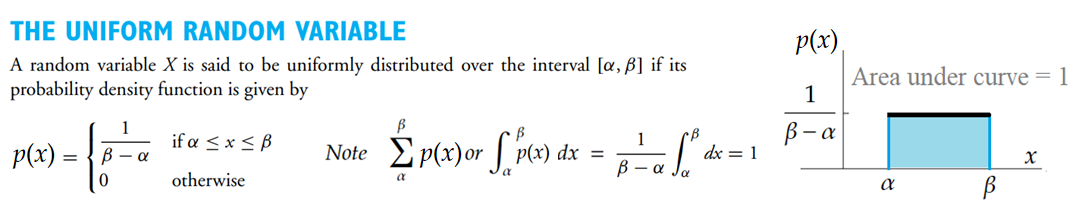 THE UNIFORM RANDOM VARIABLE
A random variable X is said to be uniformly distributed over the interval [α, β] if its
probability density function is given by
p(x) = { 1/(β − α) if α ≤ x ≤ β
0 otherwise
Note ∑_α^β p(x) or ∫_α^β p(x) dx = 1/(β − α) ∫_α^β dx = 1
p(x)
Area under curve = 1
1/(β − α)
x
α β